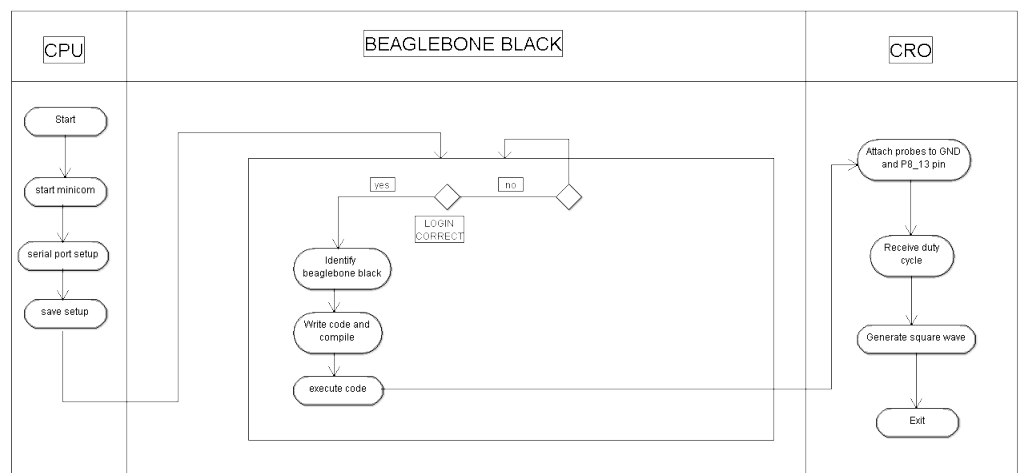 CPU
BEAGLEBONE BLACK
CRO
Start
start minicom
serial port setup
save setup
yes
no
LOGIN
CORRECT
Identify
beaglebone black
Write code and
compile
execute code
Attach probes to GND
and P8_13 pin
Receive duty
cycle
Generate square wave
Exit